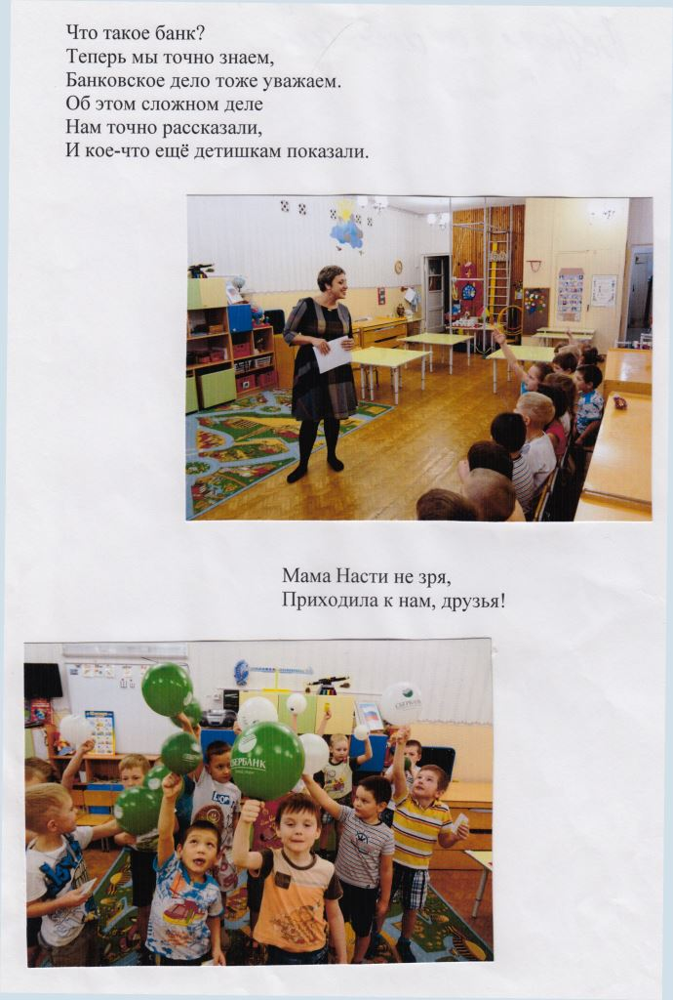 Что такое банк?
Теперь мы точно знаем,
Банковское дело тоже уважаем.
Об этом сложном деле
Нам точно рассказали,
И кое-что ещё детишкам показали.
Мама Насти не зря,
Приходила к нам, друзья!
СБЕРБАНК
СБЕРБАНК